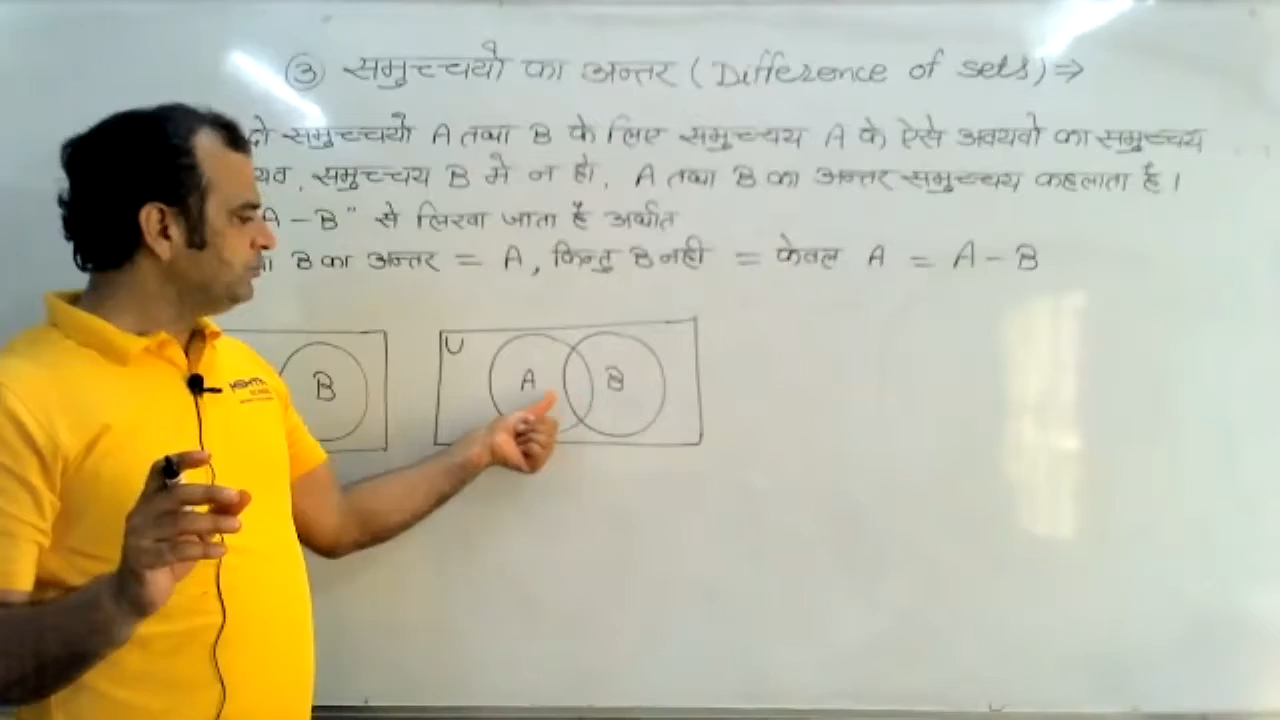 ③ समुच्चयो का अन्तर ( Difference of sets ) ⇒
दो समुच्चयों A तथा B के लिए समुच्चय A के ऐसे अवयवो का समुच्चय
समुच्चय B मे न हो, A तथा B का अन्तर समुच्चय कहलाता है।
A – B" से लिखा जाता है अर्थात
B का अन्तर = A, किन्तु B नही = केवल A = A – B
B
U A B